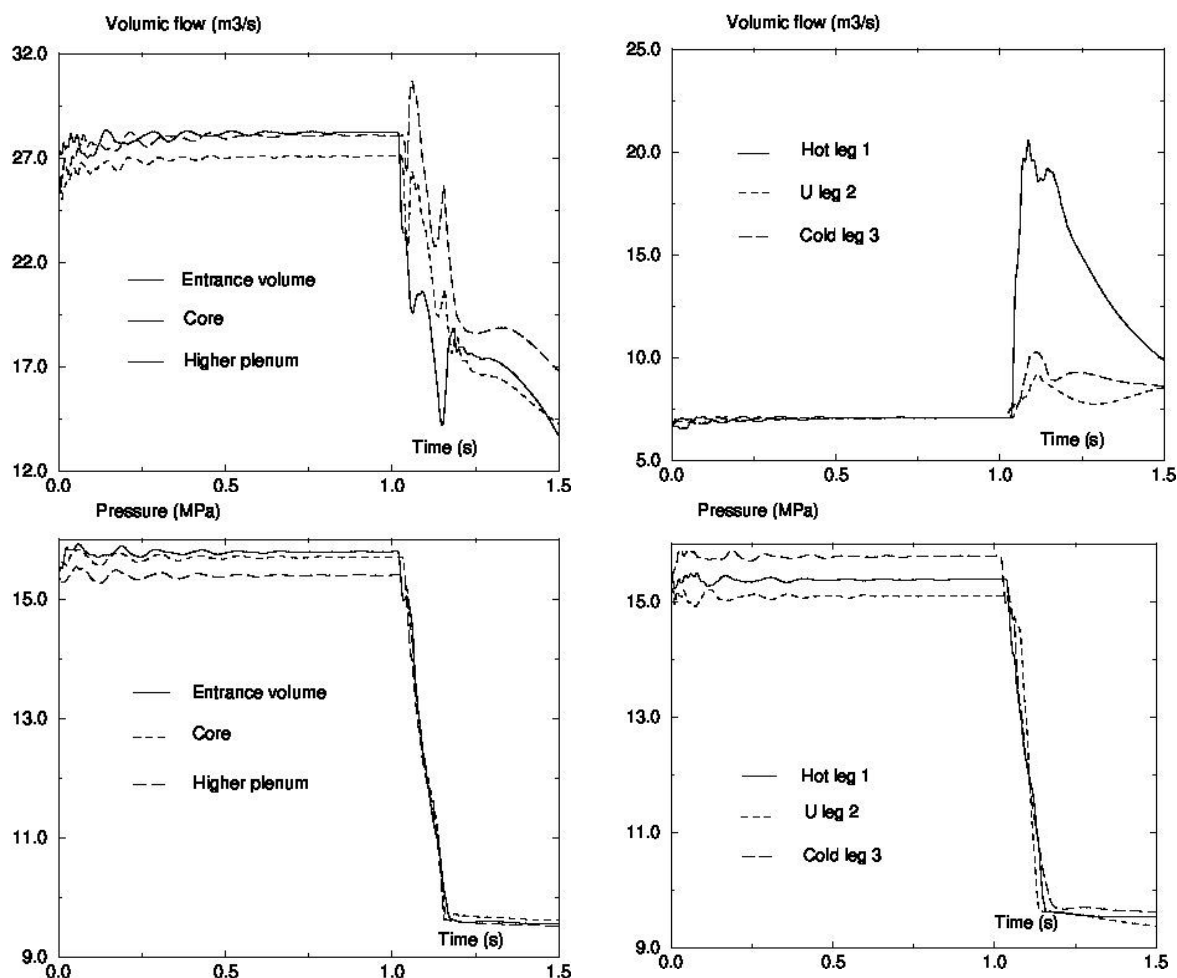 Volumic flow (m3/s)
32.0
27.0
22.0
17.0
12.0
Entrance volume
Core
Higher plenum
Time (s)
0.0 0.5 1.0 1.5
Volumic flow (m3/s)
25.0
20.0
15.0
10.0
5.0
Hot leg 1
U leg 2
Cold leg 3
Time (s)
0.0 0.5 1.0 1.5
Pressure (MPa)
15.0
13.0
11.0
9.0
Entrance volume
Core
Higher plenum
Time (s)
0.0 0.5 1.0 1.5
Pressure (MPa)
15.0
13.0
11.0
9.0
Hot leg 1
U leg 2
Cold leg 3
Time (s)
0.0 0.5 1.0 1.5